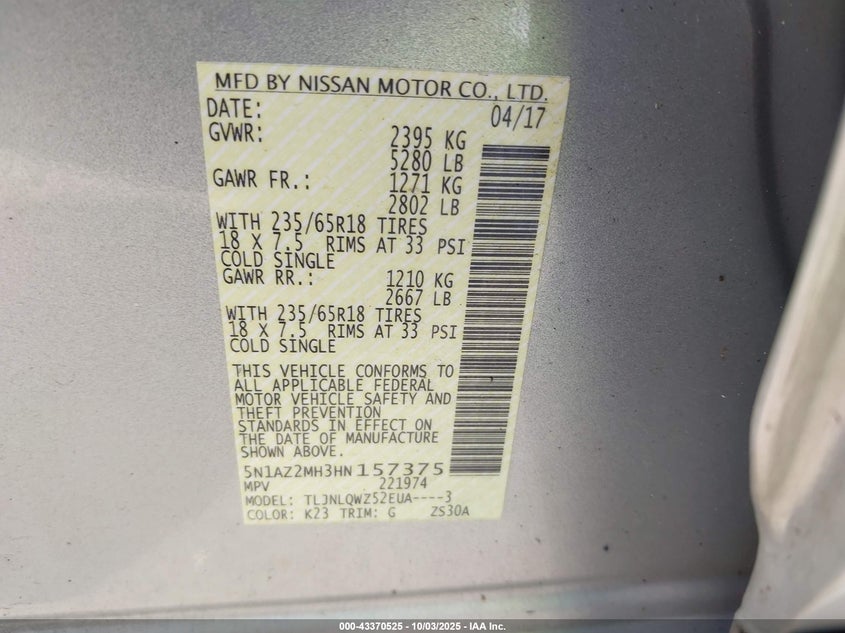 MFD BY NISSAN MOTOR CO., LTD.
DATE: 04/17
GVWR: 2395 KG
5280 LB
GAWR FR.: 1271 KG
2802 LB
WITH 235/65R18 TIRES
18 X 7.5 RIMS AT 33 PSI
COLD SINGLE
GAWR RR.: 1210 KG
2667 LB
WITH 235/65R18 TIRES
18 X 7.5 RIMS AT 33 PSI
COLD SINGLE
THIS VEHICLE CONFORMS TO
ALL APPLICABLE FEDERAL
MOTOR VEHICLE SAFETY AND
THEFT PREVENTION
STANDARDS IN EFFECT ON
THE DATE OF MANUFACTURE
SHOWN ABOVE.
5N1AZ2MH3HN157375
MPV 221974
MODEL: TLJNLQWZ52EUA----3
COLOR: K23 TRIM: G ZS30A
000-43370525 - 10/03/2025 - IAA Inc.